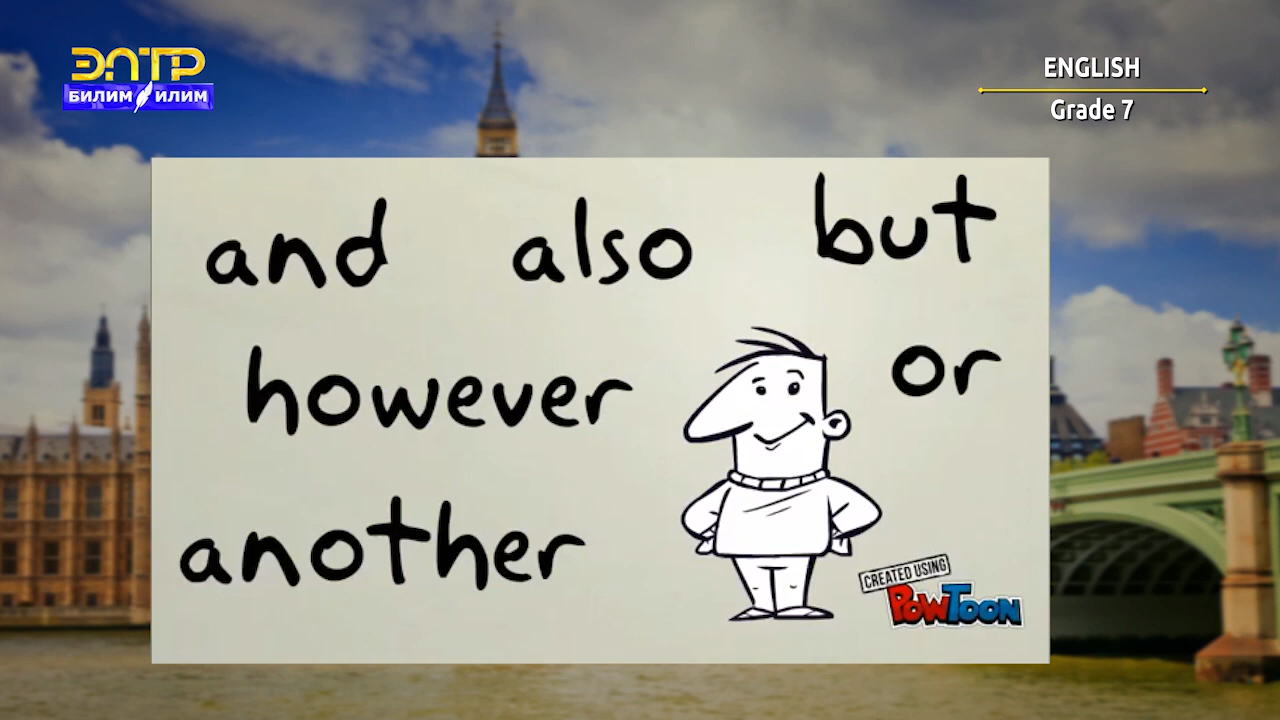 ЭЛТР
БИЛИМ ИЛИМ
ENGLISH
Grade 7
and also but
however or
another
CREATED USING
POWTOON